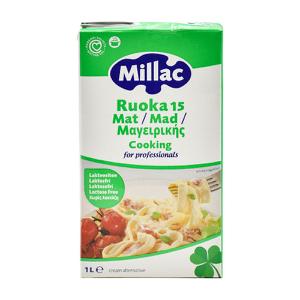 Millac
Ruoka 15
Mat / Mad /
Μαγειρικής
Cooking
for professionals
Laktoositon
Laktosfri
Laktosefri
Lactose Free
Χωρίς λακτόζη
1L e
cream alternative